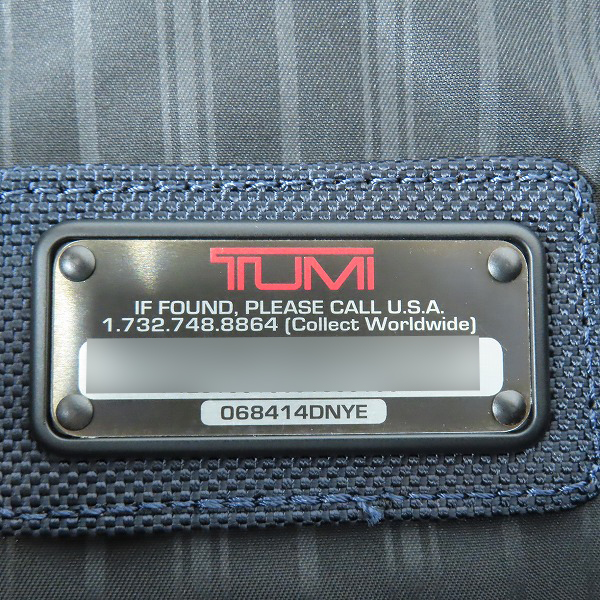 TUMI
IF FOUND, PLEASE CALL U.S.A.
1.732.748.8864 (Collect Worldwide)
068414DNYE